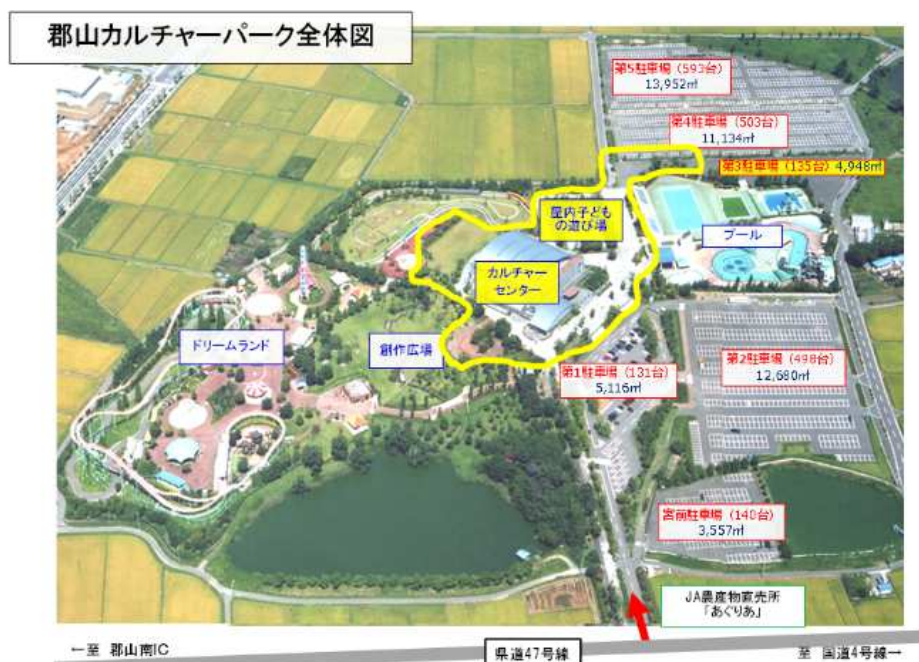 郡山カルチャーパーク全体図
第5駐車場（593台）
13,952㎡
第4駐車場（503台）
11,134㎡
第3駐車場（135台）4,948㎡
屋内子ども
の遊び場
プール
カルチャー
センター
ドリームランド
創作広場
第1駐車場（131台）
5,116㎡
第2駐車場（498台）
12,680㎡
宮前駐車場（140台）
3,557㎡
JA農産物直売所
「あぐりあ」
←至 郡山南IC
県道47号線
至 国道4号線→